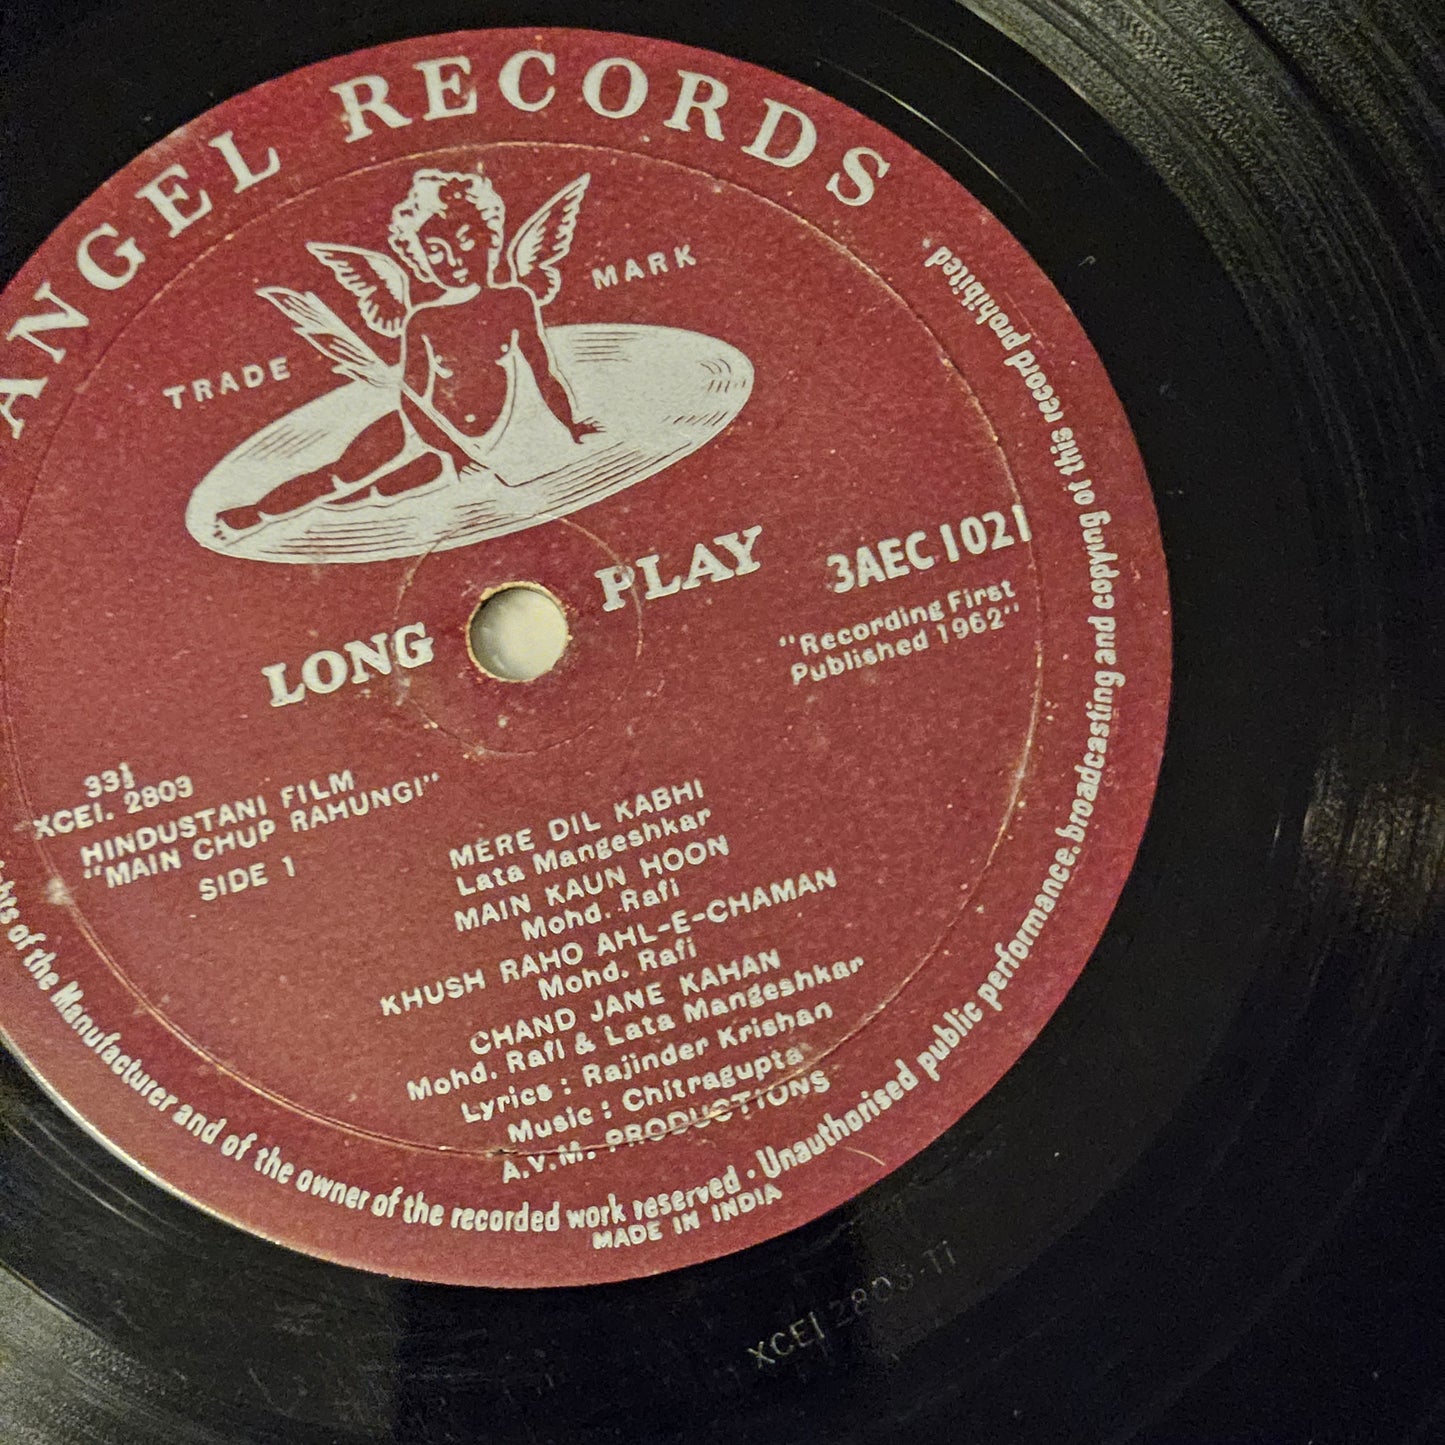 ANGEL RECORDS
TRADE MARK
LONG PLAY
3AEC 1021
"Recording First
Published 1962"
33⅓
XCEI. 2803
HINDUSTANI FILM
"MAIN CHUP RAHUNGI"
SIDE 1
MERE DIL KABHI
Lata Mangeshkar
MAIN KAUN HOON
Mohd. Rafi
KHUSH RAHO AHL-E-CHAMAN
Mohd. Rafi
CHAND JANE KAHAN
Mohd. Rafi & Lata Mangeshkar
Lyrics : Rajinder Krishan
Music : Chitragupta
A.V.M. PRODUCTIONS
of the Manufacturer and of the owner of the recorded work reserved · Unauthorised public performance. broadcasting and copying of this record prohibited.
MADE IN INDIA
XCEI 2803-